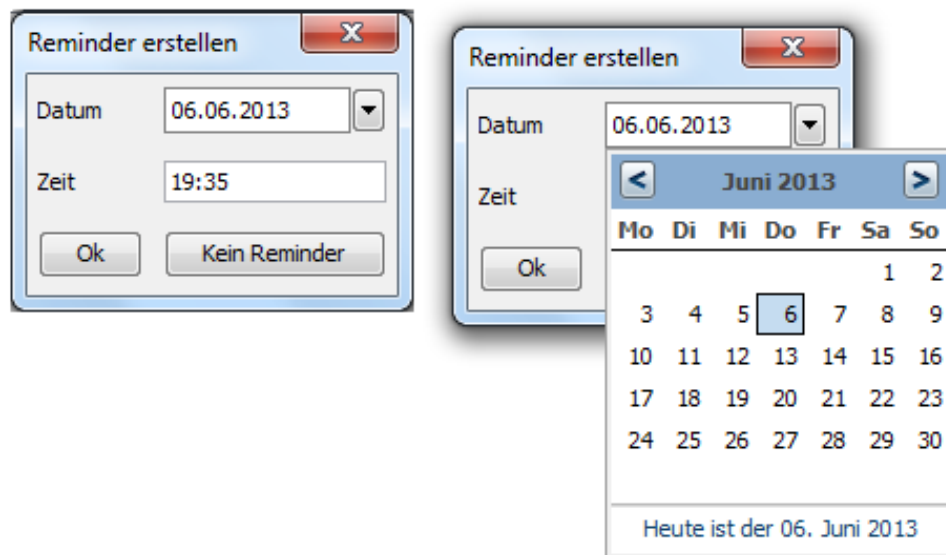 Reminder erstellen
Datum 06.06.2013
Zeit 19:35
Ok Kein Reminder
Reminder erstellen
Datum 06.06.2013
Zeit
Ok
< Juni 2013 >
Mo Di Mi Do Fr Sa So
1 2
3 4 5 6 7 8 9
10 11 12 13 14 15 16
17 18 19 20 21 22 23
24 25 26 27 28 29 30
Heute ist der 06. Juni 2013